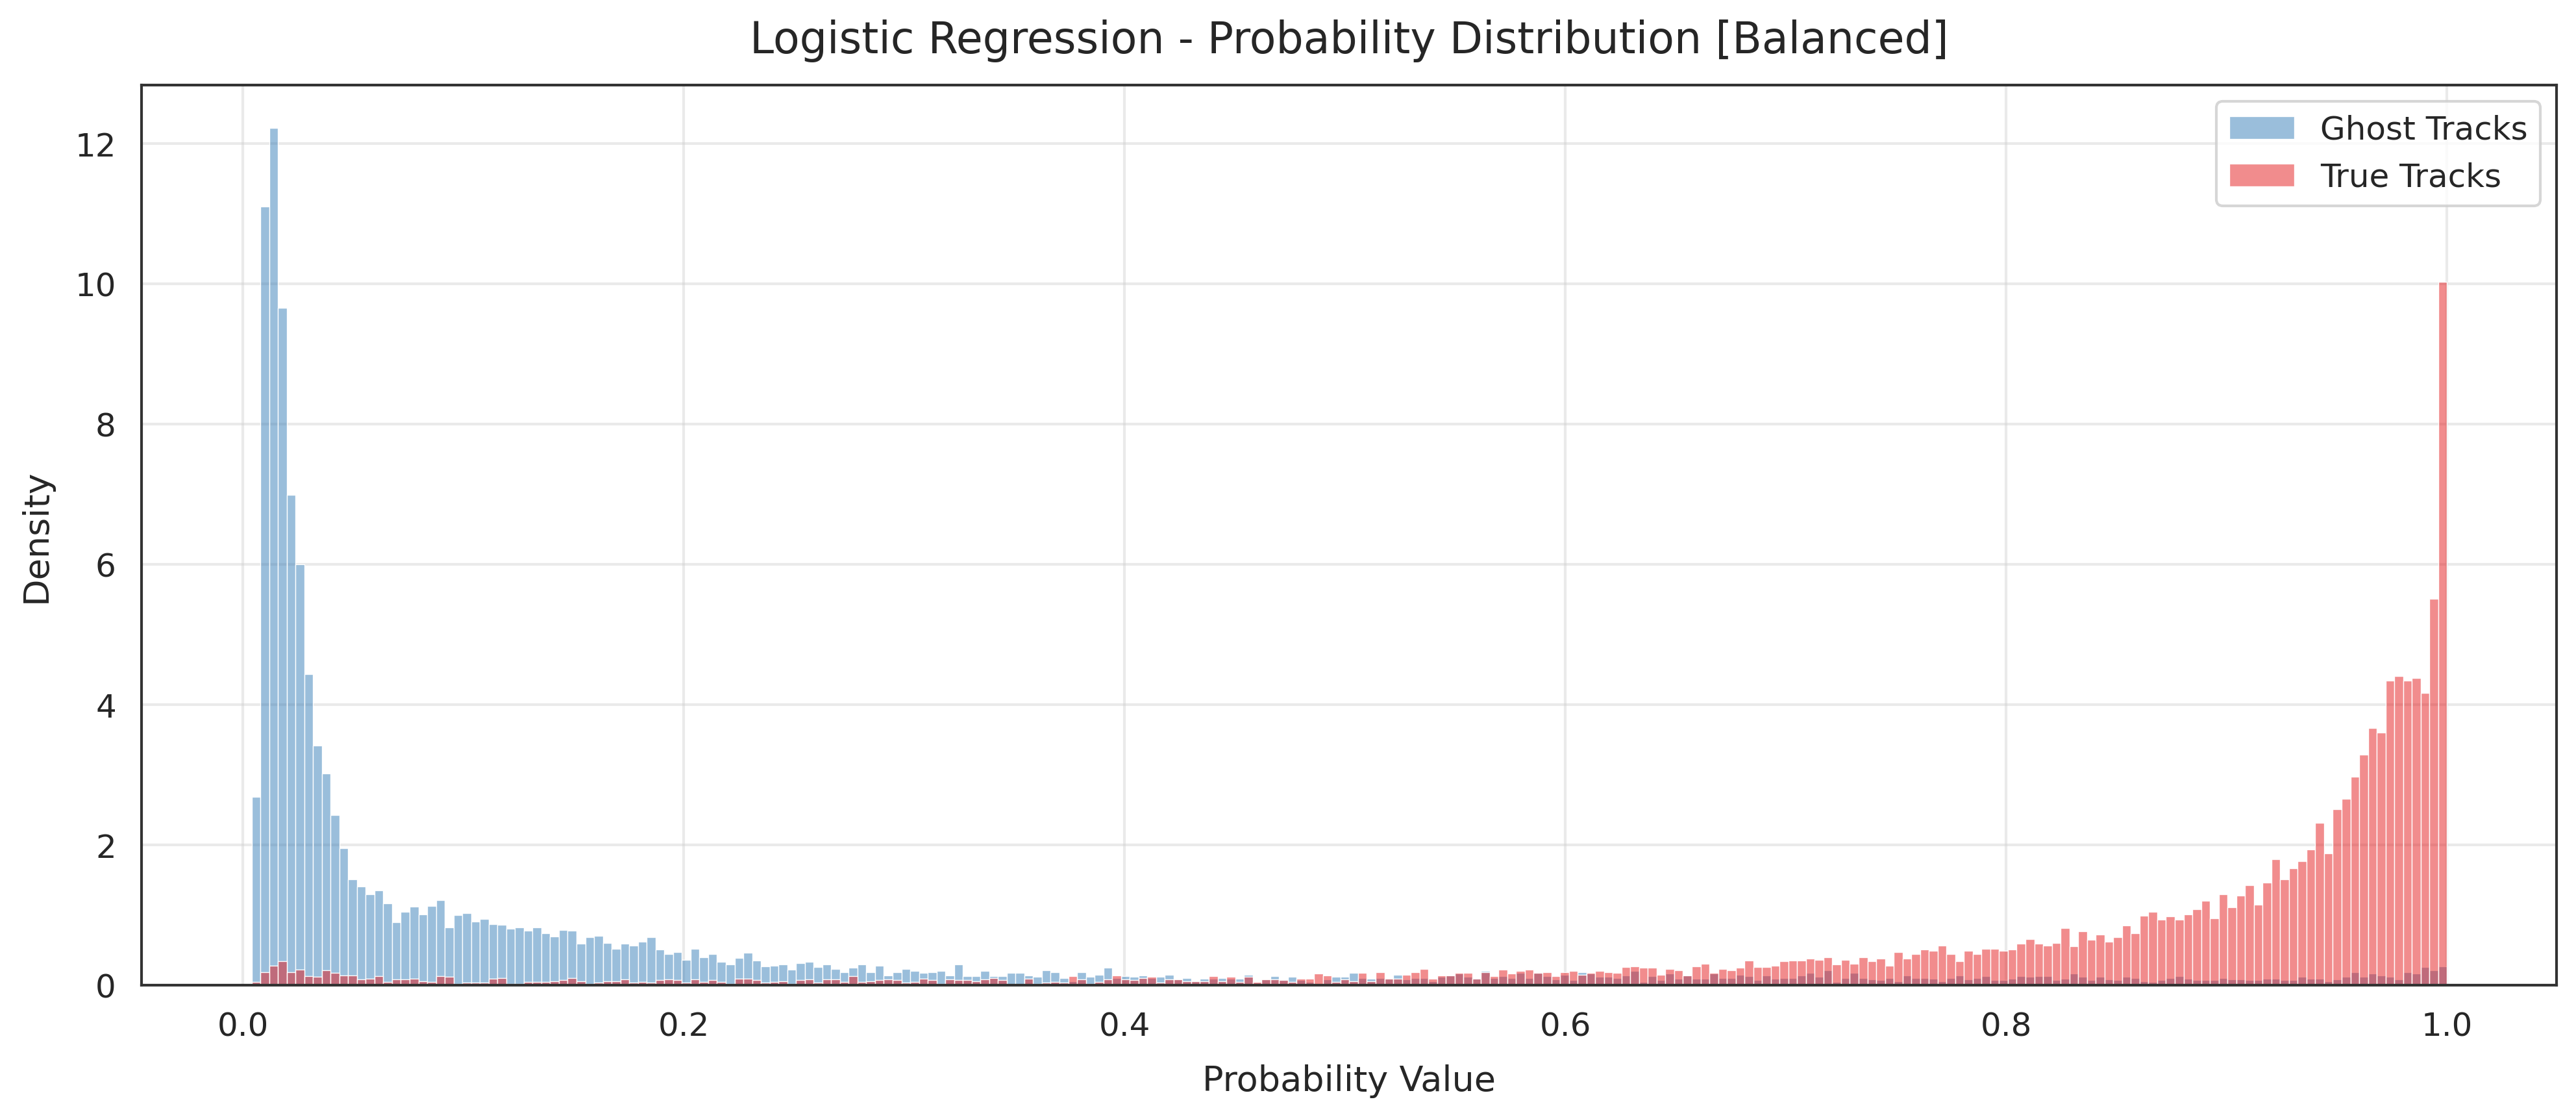 Logistic Regression - Probability Distribution [Balanced]
Ghost Tracks
True Tracks
12
10
8
6
4
2
0
Density
0.0 0.2 0.4 0.6 0.8 1.0
Probability Value